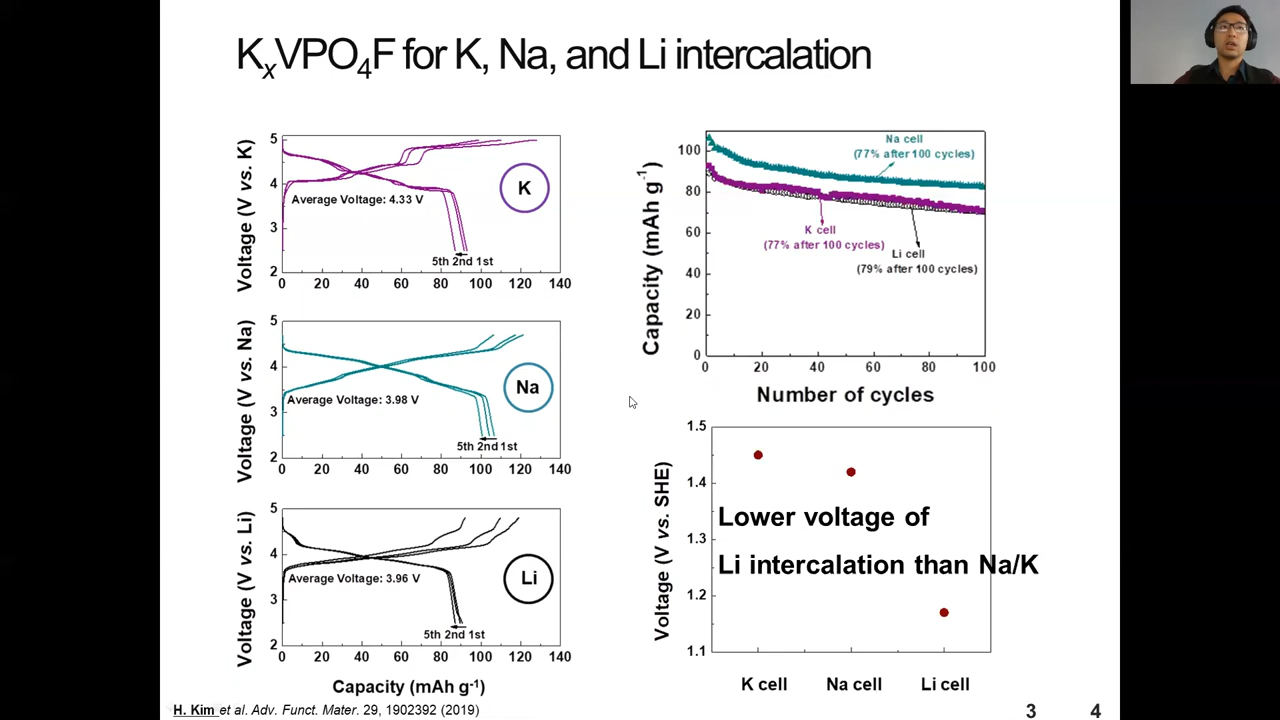 KxVPO4F for K, Na, and Li intercalation
5
4
3
2
Voltage (V vs. K)
K
Average Voltage: 4.33 V
5th 2nd 1st
0 20 40 60 80 100 120 140
5
4
3
2
Voltage (V vs. Na)
Na
Average Voltage: 3.98 V
5th 2nd 1st
0 20 40 60 80 100 120 140
5
4
3
2
Voltage (V vs. Li)
Li
Average Voltage: 3.96 V
5th 2nd 1st
0 20 40 60 80 100 120 140
Capacity (mAh g-1)
100
80
60
40
20
0
Capacity (mAh g-1)
Na cell
(77% after 100 cycles)
K cell
(77% after 100 cycles)
Li cell
(79% after 100 cycles)
0 20 40 60 80 100
Number of cycles
1.5
1.4
1.3
1.2
1.1
Voltage (V vs. SHE)
Lower voltage of
Li intercalation than Na/K
K cell Na cell Li cell
H. Kim et al. Adv. Funct. Mater. 29, 1902392 (2019)
3 4